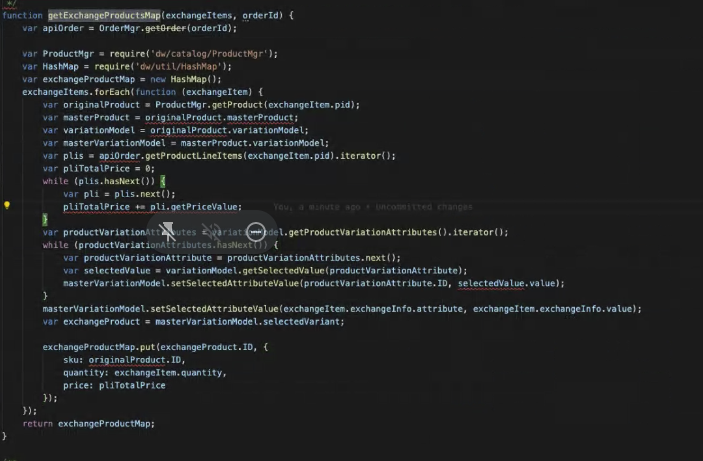 */
function getExchangeProductsMap(exchangeItems, orderId) {
    var apiOrder = OrderMgr.getOrder(orderId);

    var ProductMgr = require('dw/catalog/ProductMgr');
    var HashMap = require('dw/util/HashMap');
    var exchangeProductMap = new HashMap();
    exchangeItems.forEach(function (exchangeItem) {
        var originalProduct = ProductMgr.getProduct(exchangeItem.pid);
        var masterProduct = originalProduct.masterProduct;
        var variationModel = originalProduct.variationModel;
        var masterVariationModel = masterProduct.variationModel;
        var plis = apiOrder.getProductLineItems(exchangeItem.pid).iterator();
        var pliTotalPrice = 0;
        while (plis.hasNext()) {
            var pli = plis.next();
            pliTotalPrice += pli.getPriceValue;     You, a minute ago • Uncommitted changes
        }
        var productVariationAttributes = variationModel.getProductVariationAttributes().iterator();
        while (productVariationAttributes.hasNext()) {
            var productVariationAttribute = productVariationAttributes.next();
            var selectedValue = variationModel.getSelectedValue(productVariationAttribute);
            masterVariationModel.setSelectedAttributeValue(productVariationAttribute.ID, selectedValue.value);
        }
        masterVariationModel.setSelectedAttributeValue(exchangeItem.exchangeInfo.attribute, exchangeItem.exchangeInfo.value);
        var exchangeProduct = masterVariationModel.selectedVariant;

        exchangeProductMap.put(exchangeProduct.ID, {
            sku: originalProduct.ID,
            quantity: exchangeItem.quantity,
            price: pliTotalPrice
        });
    });
    return exchangeProductMap;
}